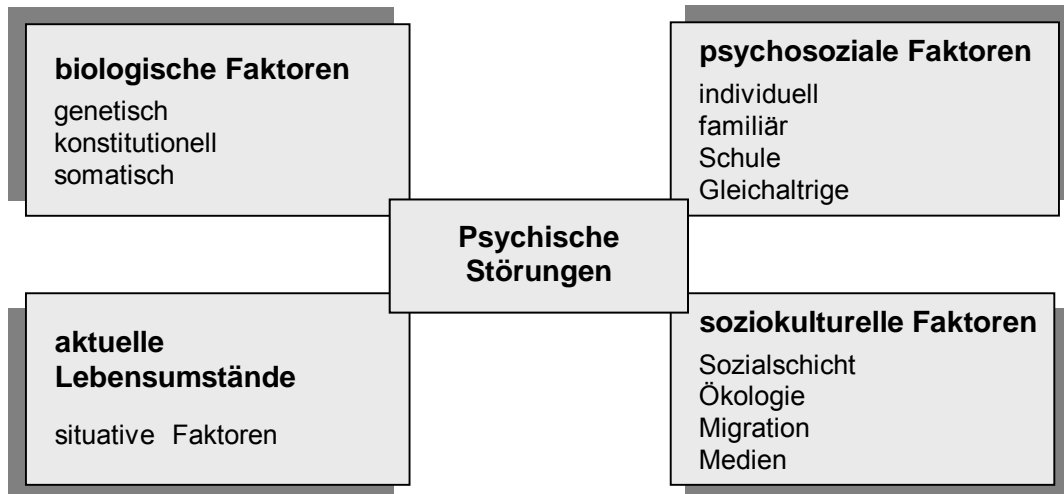 biologische Faktoren
genetisch
konstitutionell
somatisch
psychosoziale Faktoren
individuell
familiär
Schule
Gleichaltrige
Psychische
Störungen
aktuelle
Lebensumstände
situative Faktoren
soziokulturelle Faktoren
Sozialschicht
Ökologie
Migration
Medien